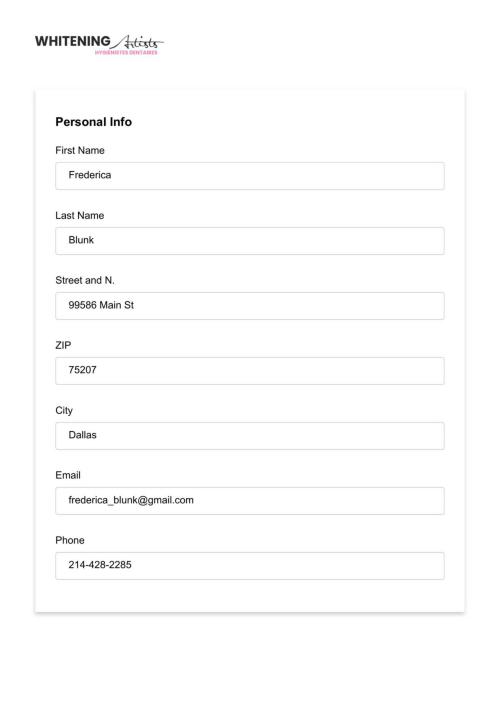 WHITENING Artists
HYGIÉNISTES DENTAIRES
Personal Info
First Name
Frederica
Last Name
Blunk
Street and N.
99586 Main St
ZIP
75207
City
Dallas
Email
frederica_blunk@gmail.com
Phone
214-428-2285